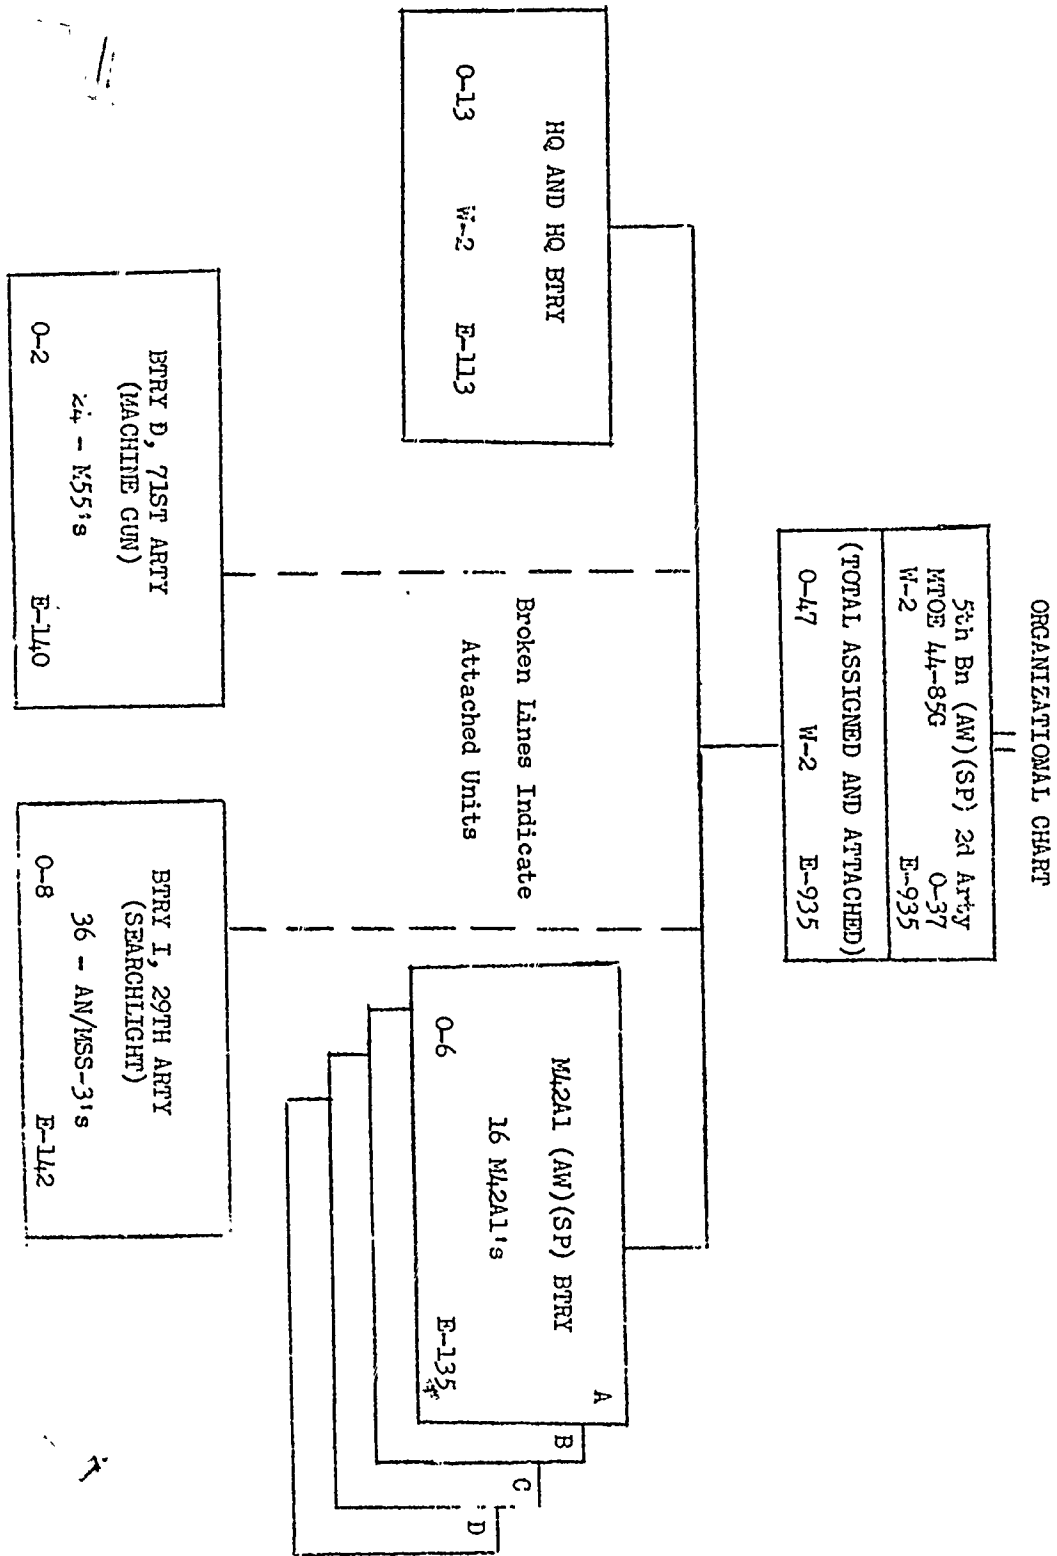 ORGANIZATIONAL CHART
5th Bn (AW)(SP) 2d Arty
MTOE 44-85G O-37
W-2 E-935
(TOTAL ASSIGNED AND ATTACHED)
O-47 W-2 E-935
HQ AND HQ BTRY
O-13 W-2 E-113
Broken Lines Indicate
Attached Units
M42A1 (AW)(SP) BTRY
16 M42A1's
O-6 E-135
A
B
C
D
BTRY D, 71ST ARTY
(MACHINE GUN)
24 - M55's
O-2 E-140
BTRY I, 29TH ARTY
(SEARCHLIGHT)
36 - AN/MSS-3's
O-8 E-142